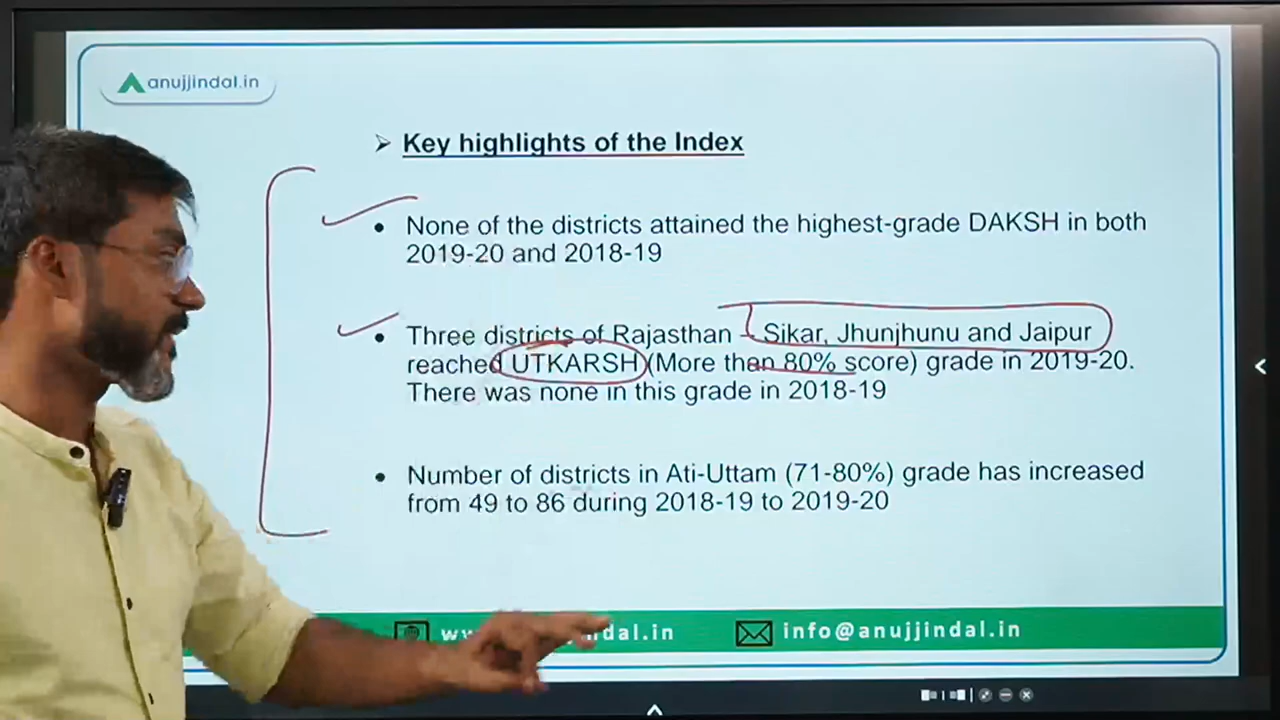 anujjindal.in
➢ Key highlights of the Index
• None of the districts attained the highest-grade DAKSH in both
2019-20 and 2018-19
• Three districts of Rajasthan – Sikar, Jhunjhunu and Jaipur
reached UTKARSH (More than 80% score) grade in 2019-20.
There was none in this grade in 2018-19
• Number of districts in Ati-Uttam (71-80%) grade has increased
from 49 to 86 during 2018-19 to 2019-20
info@anujjindal.in